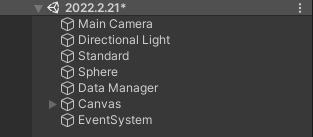 2022.2.21*
Main Camera
Directional Light
Standard
Sphere
Data Manager
Canvas
EventSystem